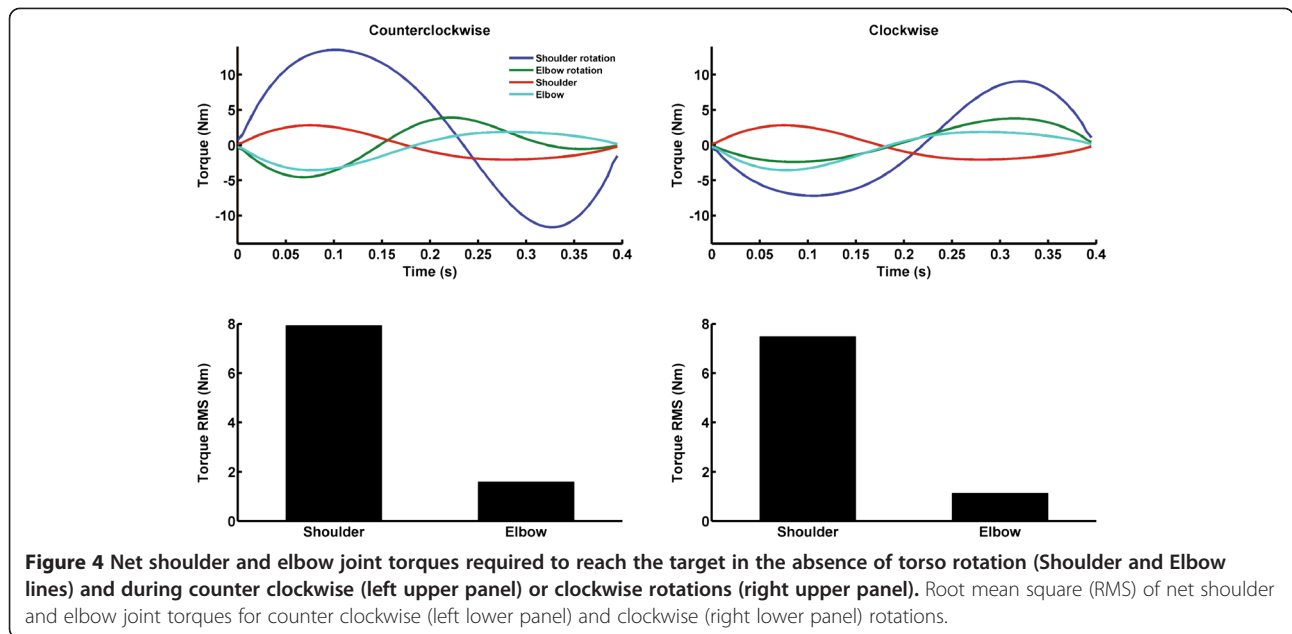 Counterclockwise
Torque (Nm)
10
5
0
-5
-10
Shoulder rotation
Elbow rotation
Shoulder
Elbow
0 0.05 0.1 0.15 0.2 0.25 0.3 0.35 0.4
Time (s)
Clockwise
Torque (Nm)
10
5
0
-5
-10
0 0.05 0.1 0.15 0.2 0.25 0.3 0.35 0.4
Time (s)
Torque RMS (Nm)
8
6
4
2
0
Shoulder Elbow
Torque RMS (Nm)
8
6
4
2
0
Shoulder Elbow
Figure 4 Net shoulder and elbow joint torques required to reach the target in the absence of torso rotation (Shoulder and Elbow
lines) and during counter clockwise (left upper panel) or clockwise rotations (right upper panel). Root mean square (RMS) of net shoulder
and elbow joint torques for counter clockwise (left lower panel) and clockwise (right lower panel) rotations.